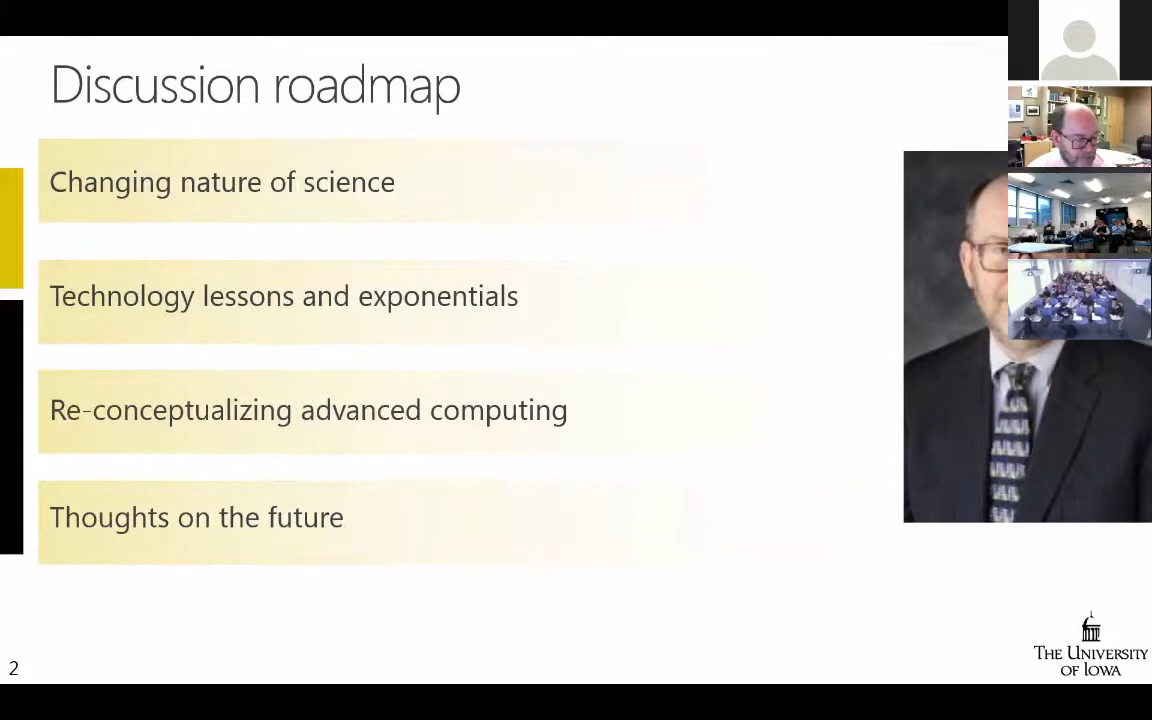 Discussion roadmap
Changing nature of science
Technology lessons and exponentials
Re-conceptualizing advanced computing
Thoughts on the future
2
THE UNIVERSITY
OF IOWA